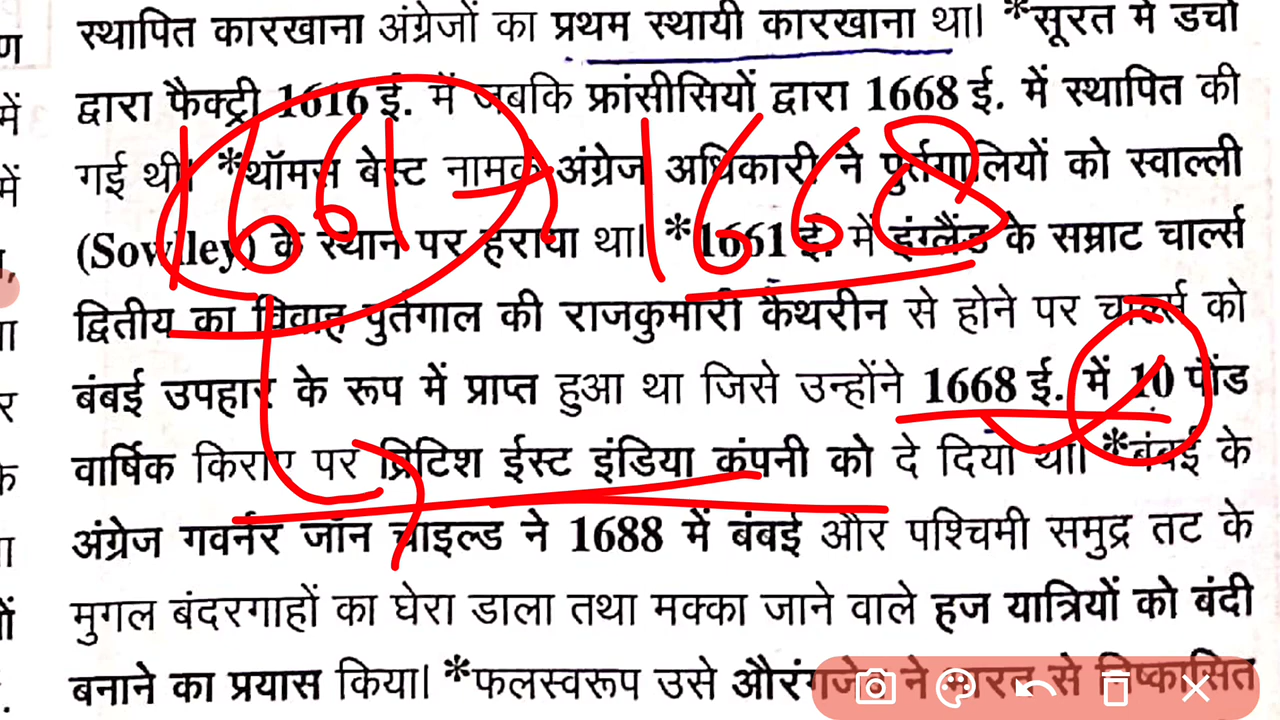 स्थापित कारखाना अंग्रेजों का प्रथम स्थायी कारखाना था। *सूरत में डचों
द्वारा फैक्ट्री 1616 ई. में जबकि फ्रांसीसियों द्वारा 1668 ई. में स्थापित की
गई थी। *थॉमस बेस्ट नामक अंग्रेज अधिकारी ने पुर्तगालियों को स्वाल्ली
1661 1668
(Sowlley) के स्थान पर हराया था। *1661 ई. में इंग्लैंड के सम्राट चार्ल्स
द्वितीय का विवाह पुर्तगाल की राजकुमारी कैथरीन से होने पर चार्ल्स को
बंबई उपहार के रूप में प्राप्त हुआ था जिसे उन्होंने 1668 ई. में 10 पौंड
वार्षिक किराए पर ब्रिटिश ईस्ट इंडिया कंपनी को दे दिया था। *बंबई के
अंग्रेज गवर्नर जॉन चाइल्ड ने 1688 में बंबई और पश्चिमी समुद्र तट के
मुगल बंदरगाहों का घेरा डाला तथा मक्का जाने वाले हज यात्रियों को बंदी
बनाने का प्रयास किया। *फलस्वरूप उसे औरंगजेब ने भारत से निष्कासित